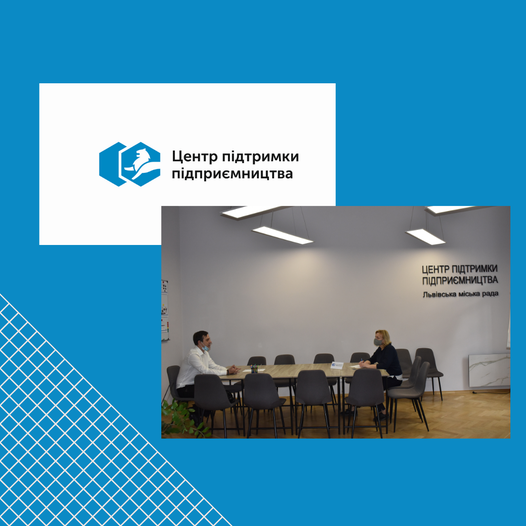 Центр підтримки
підприємництва
ЦЕНТР ПІДТРИМКИ
ПІДПРИЄМНИЦТВА
Львівська міська рада